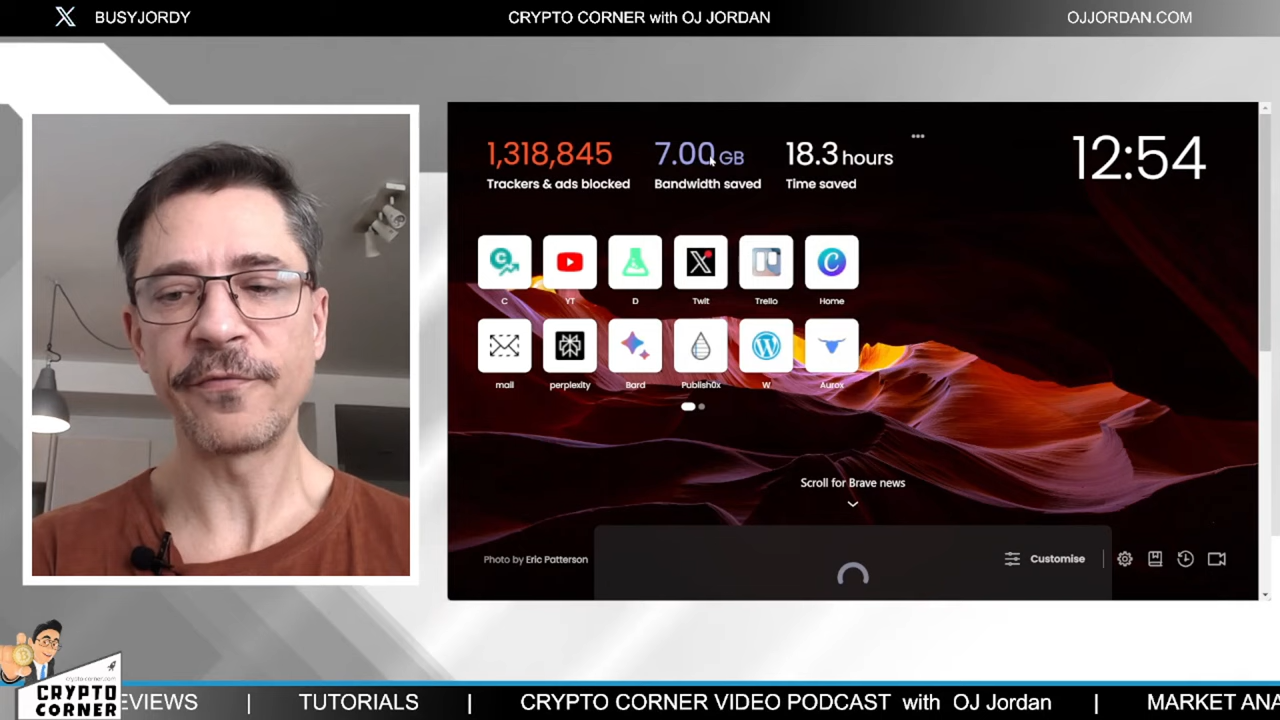 BUSYJORDY
CRYPTO CORNER with OJ JORDAN
OJJORDAN.COM
1,318,845
Trackers & ads blocked
7.00 GB
Bandwidth saved
18.3 hours
Time saved
12:54
C
YT
D
Twit
Trello
Home
mail
perplexity
Bard
Publish0x
W
Aurox
Scroll for Brave news
Photo by Eric Patterson
Customise
cryptocorner.com
CRYPTO
CORNER
EVIEWS | TUTORIALS | CRYPTO CORNER VIDEO PODCAST with OJ Jordan | MARKET ANA